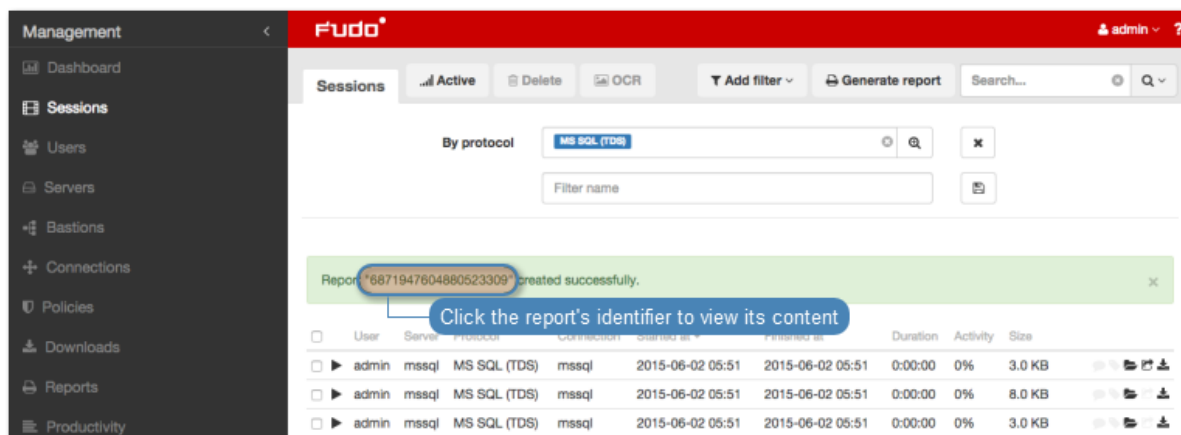 Management
Dashboard
Sessions
Users
Servers
Bastions
Connections
Policies
Downloads
Reports
Productivity
Fudo
admin ?
Sessions Active Delete OCR Add filter Generate report Search...
By protocol MS SQL (TDS)
Filter name
Report "6871947604880523309" created successfully.
Click the report's identifier to view its content
User Server Protocol Connection Started at Finished at Duration Activity Size
admin mssql MS SQL (TDS) mssql 2015-06-02 05:51 2015-06-02 05:51 0:00:00 0% 3.0 KB
admin mssql MS SQL (TDS) mssql 2015-06-02 05:51 2015-06-02 05:51 0:00:00 0% 8.0 KB
admin mssql MS SQL (TDS) mssql 2015-06-02 05:51 2015-06-02 05:51 0:00:00 0% 3.0 KB